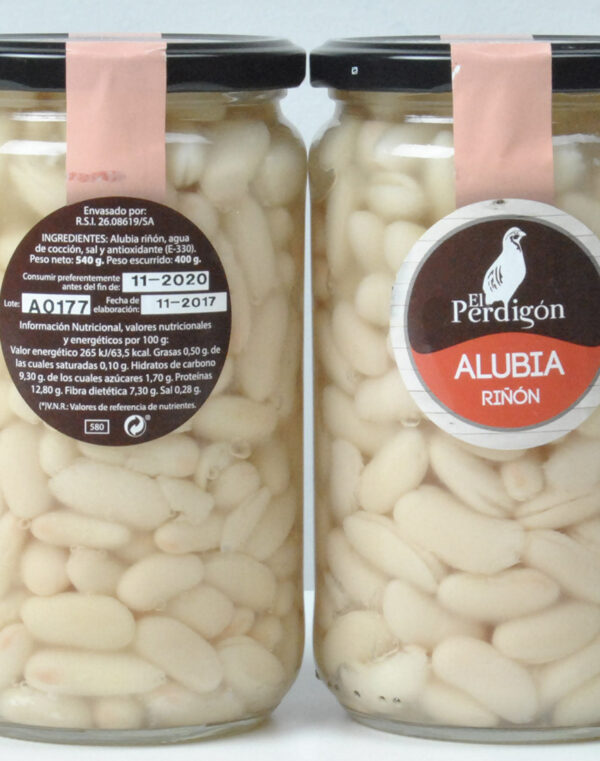 Envasado por:
R.S.I. 26.08619/SA
INGREDIENTES: Alubia riñón, agua
de cocción, sal y antioxidante (E-330).
Peso neto: 540 g. Peso escurrido: 400 g.
Consumir preferentemente
antes del fin de: 11-2020
Lote: A0177 Fecha de
elaboración: 11-2017
Información Nutricional, valores nutricionales
y energéticos por 100 g:
Valor energético 265 kJ/63,5 kcal. Grasas 0,50 g. de
las cuales saturadas 0,10 g. Hidratos de carbono
9,30 g. de los cuales azúcares 1,70 g. Proteínas
12,80 g. Fibra dietética 7,30 g. Sal 0,28 g.
(*)V.N.R.: Valores de referencia de nutrientes.
580
El
Perdigón
ALUBIA
RIÑÓN